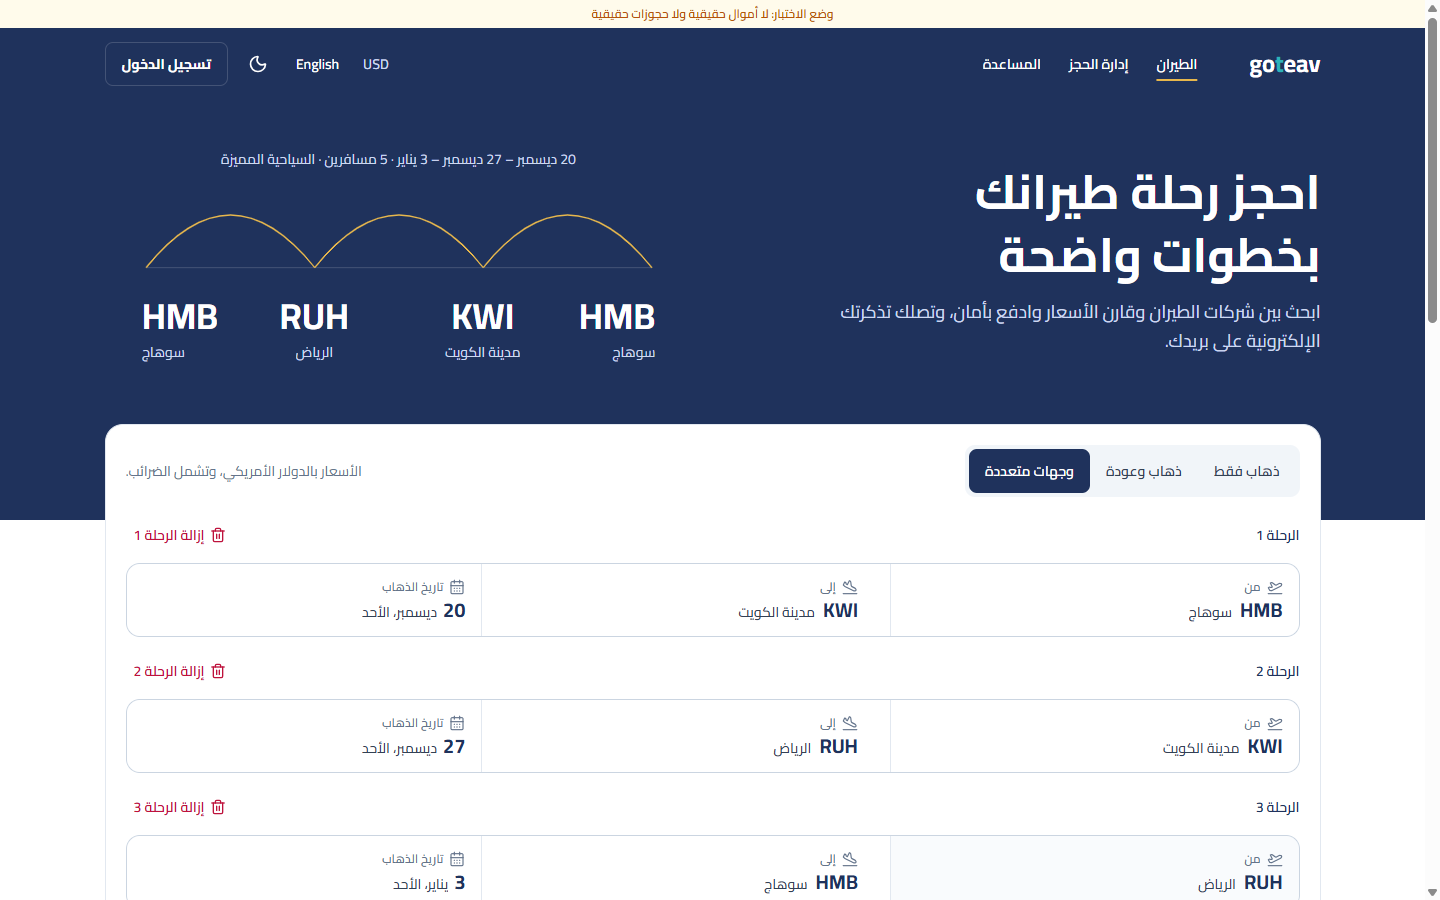 وضع الاختبار: لا أموال حقيقية ولا حجوزات حقيقية
goteav
الطيران
إدارة الحجز
المساعدة
USD
English
تسجيل الدخول
احجز رحلة طيرانك
بخطوات واضحة
ابحث بين شركات الطيران وقارن الأسعار وادفع بأمان، وتصلك تذكرتك
الإلكترونية على بريدك.
20 ديسمبر – 27 ديسمبر – 3 يناير · 5 مسافرين · السياحية المميزة
HMB
سوهاج
KWI
مدينة الكويت
RUH
الرياض
HMB
سوهاج
ذهاب فقط
ذهاب وعودة
وجهات متعددة
الأسعار بالدولار الأمريكي، وتشمل الضرائب.
الرحلة 1
إزالة الرحلة 1
من
HMB سوهاج
إلى
KWI مدينة الكويت
تاريخ الذهاب
20 ديسمبر، الأحد
الرحلة 2
إزالة الرحلة 2
من
KWI مدينة الكويت
إلى
RUH الرياض
تاريخ الذهاب
27 ديسمبر، الأحد
الرحلة 3
إزالة الرحلة 3
من
RUH الرياض
إلى
HMB سوهاج
تاريخ الذهاب
3 يناير، الأحد